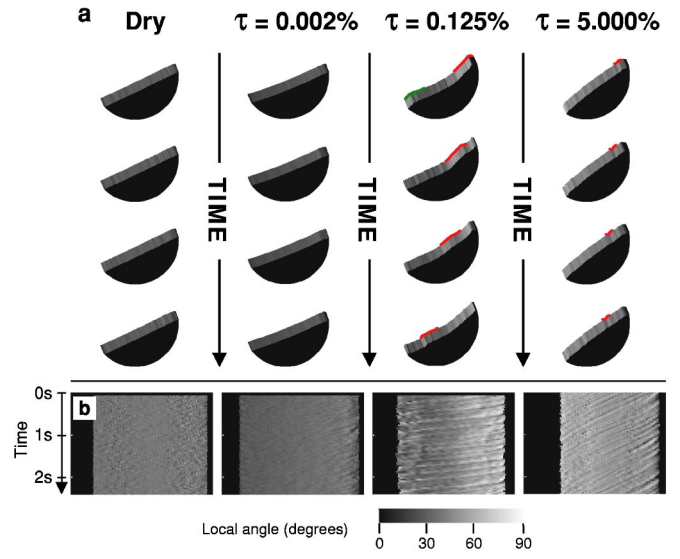 a Dry τ = 0.002% τ = 0.125% τ = 5.000%
TIME TIME TIME
b
0s
1s
2s
Time
Local angle (degrees)
0 30 60 90